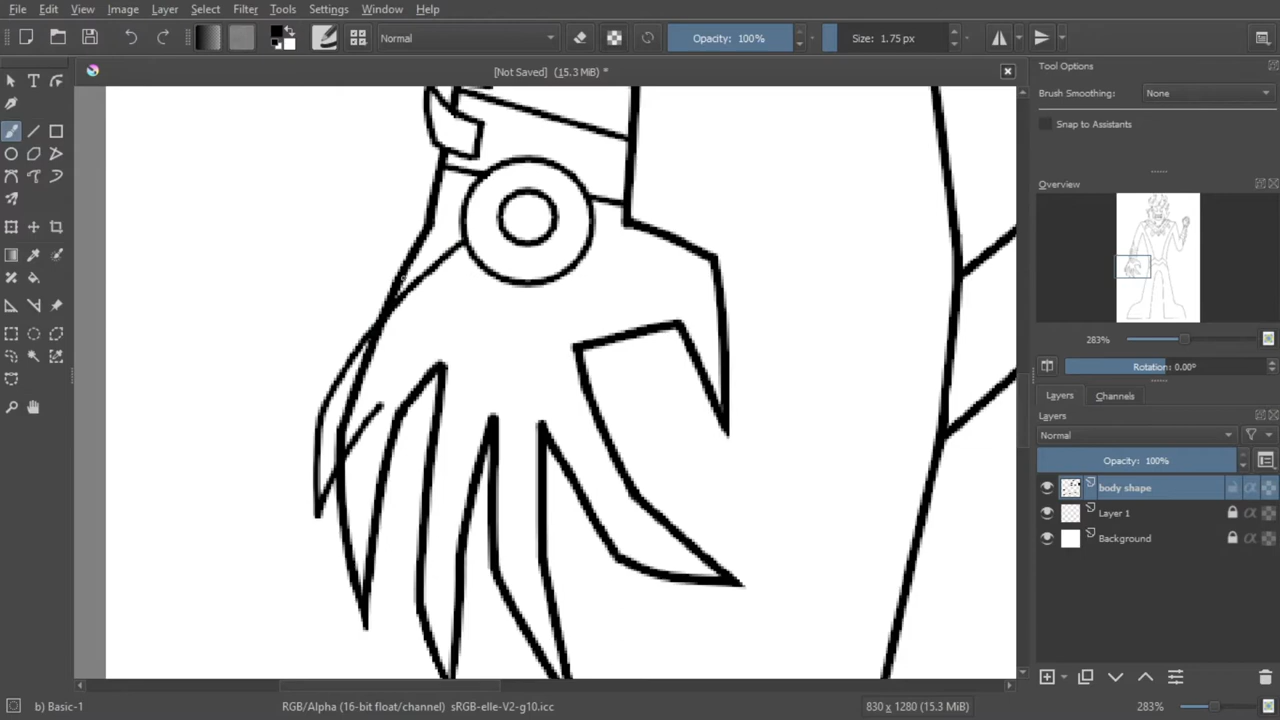 File Edit View Image Layer Select Filter Tools Settings Window Help
Normal Opacity: 100% Size: 1.75 px
[Not Saved] (15.3 MiB) *
Tool Options
Brush Smoothing: None
Snap to Assistants
Overview
283%
Rotation: 0.00°
Layers Channels
Layers
Normal
Opacity: 100%
body shape
Layer 1
Background
b) Basic-1 RGB/Alpha (16-bit float/channel) sRGB-elle-V2-g10.icc 830 x 1280 (15.3 MiB) 283%